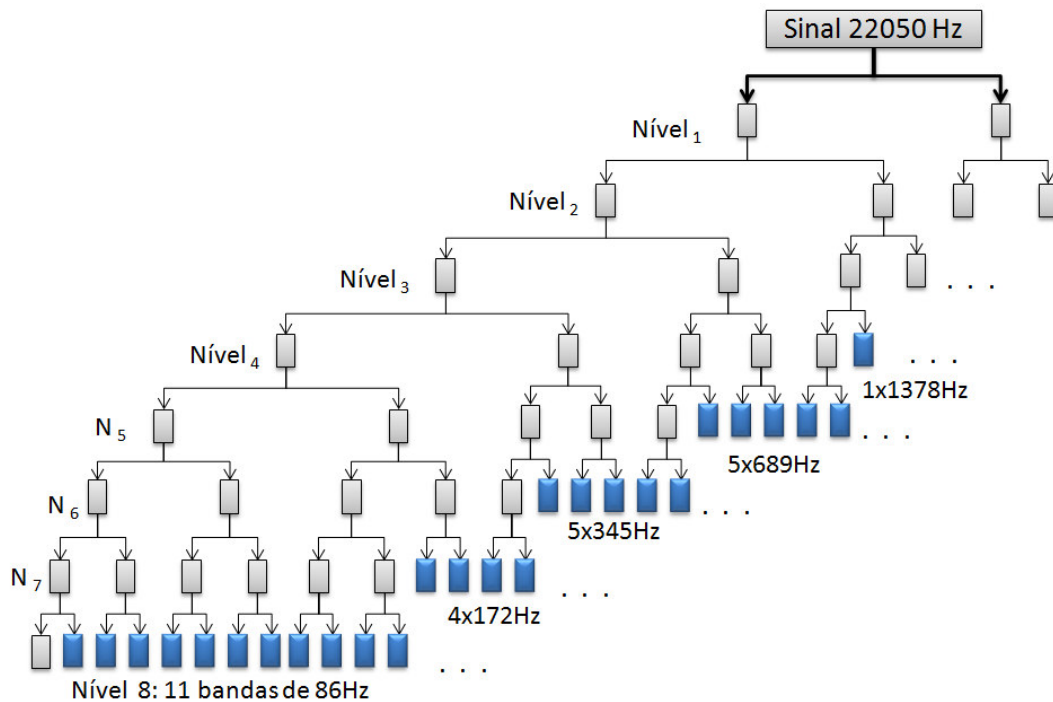 Sinal 22050 Hz
Nível 1
Nível 2
Nível 3
. . .
Nível 4
. . .
1x1378Hz
N 5
. . .
5x689Hz
N 6
. . .
5x345Hz
N 7
. . .
4x172Hz
. . .
Nível 8: 11 bandas de 86Hz